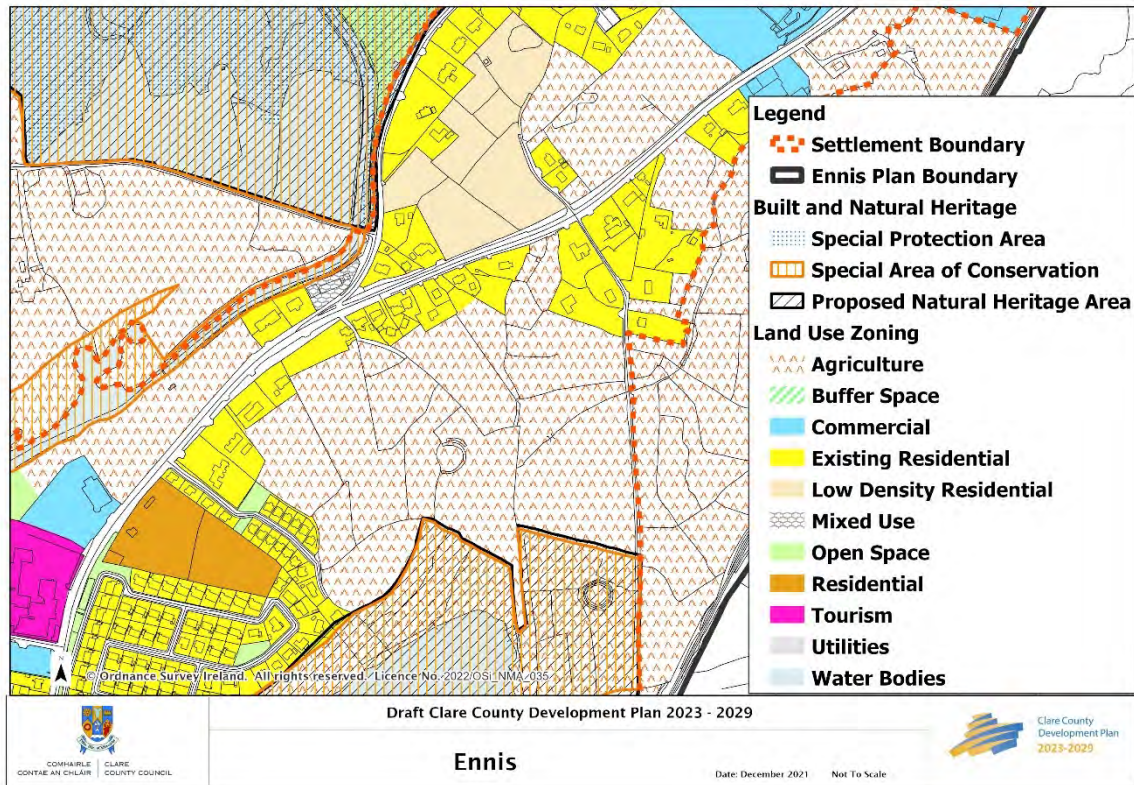 Legend
Settlement Boundary
Ennis Plan Boundary
Built and Natural Heritage
Special Protection Area
Special Area of Conservation
Proposed Natural Heritage Area
Land Use Zoning
Agriculture
Buffer Space
Commercial
Existing Residential
Low Density Residential
Mixed Use
Open Space
Residential
Tourism
Utilities
Water Bodies
N
© Ordnance Survey Ireland. All rights reserved. Licence No. 2022/OSi_NMA_035
COMHAIRLE CONTAE AN CHLÁIR
CLARE COUNTY COUNCIL
Draft Clare County Development Plan 2023 - 2029
Ennis
Date: December 2021 Not To Scale
Clare County
Development Plan
2023-2029